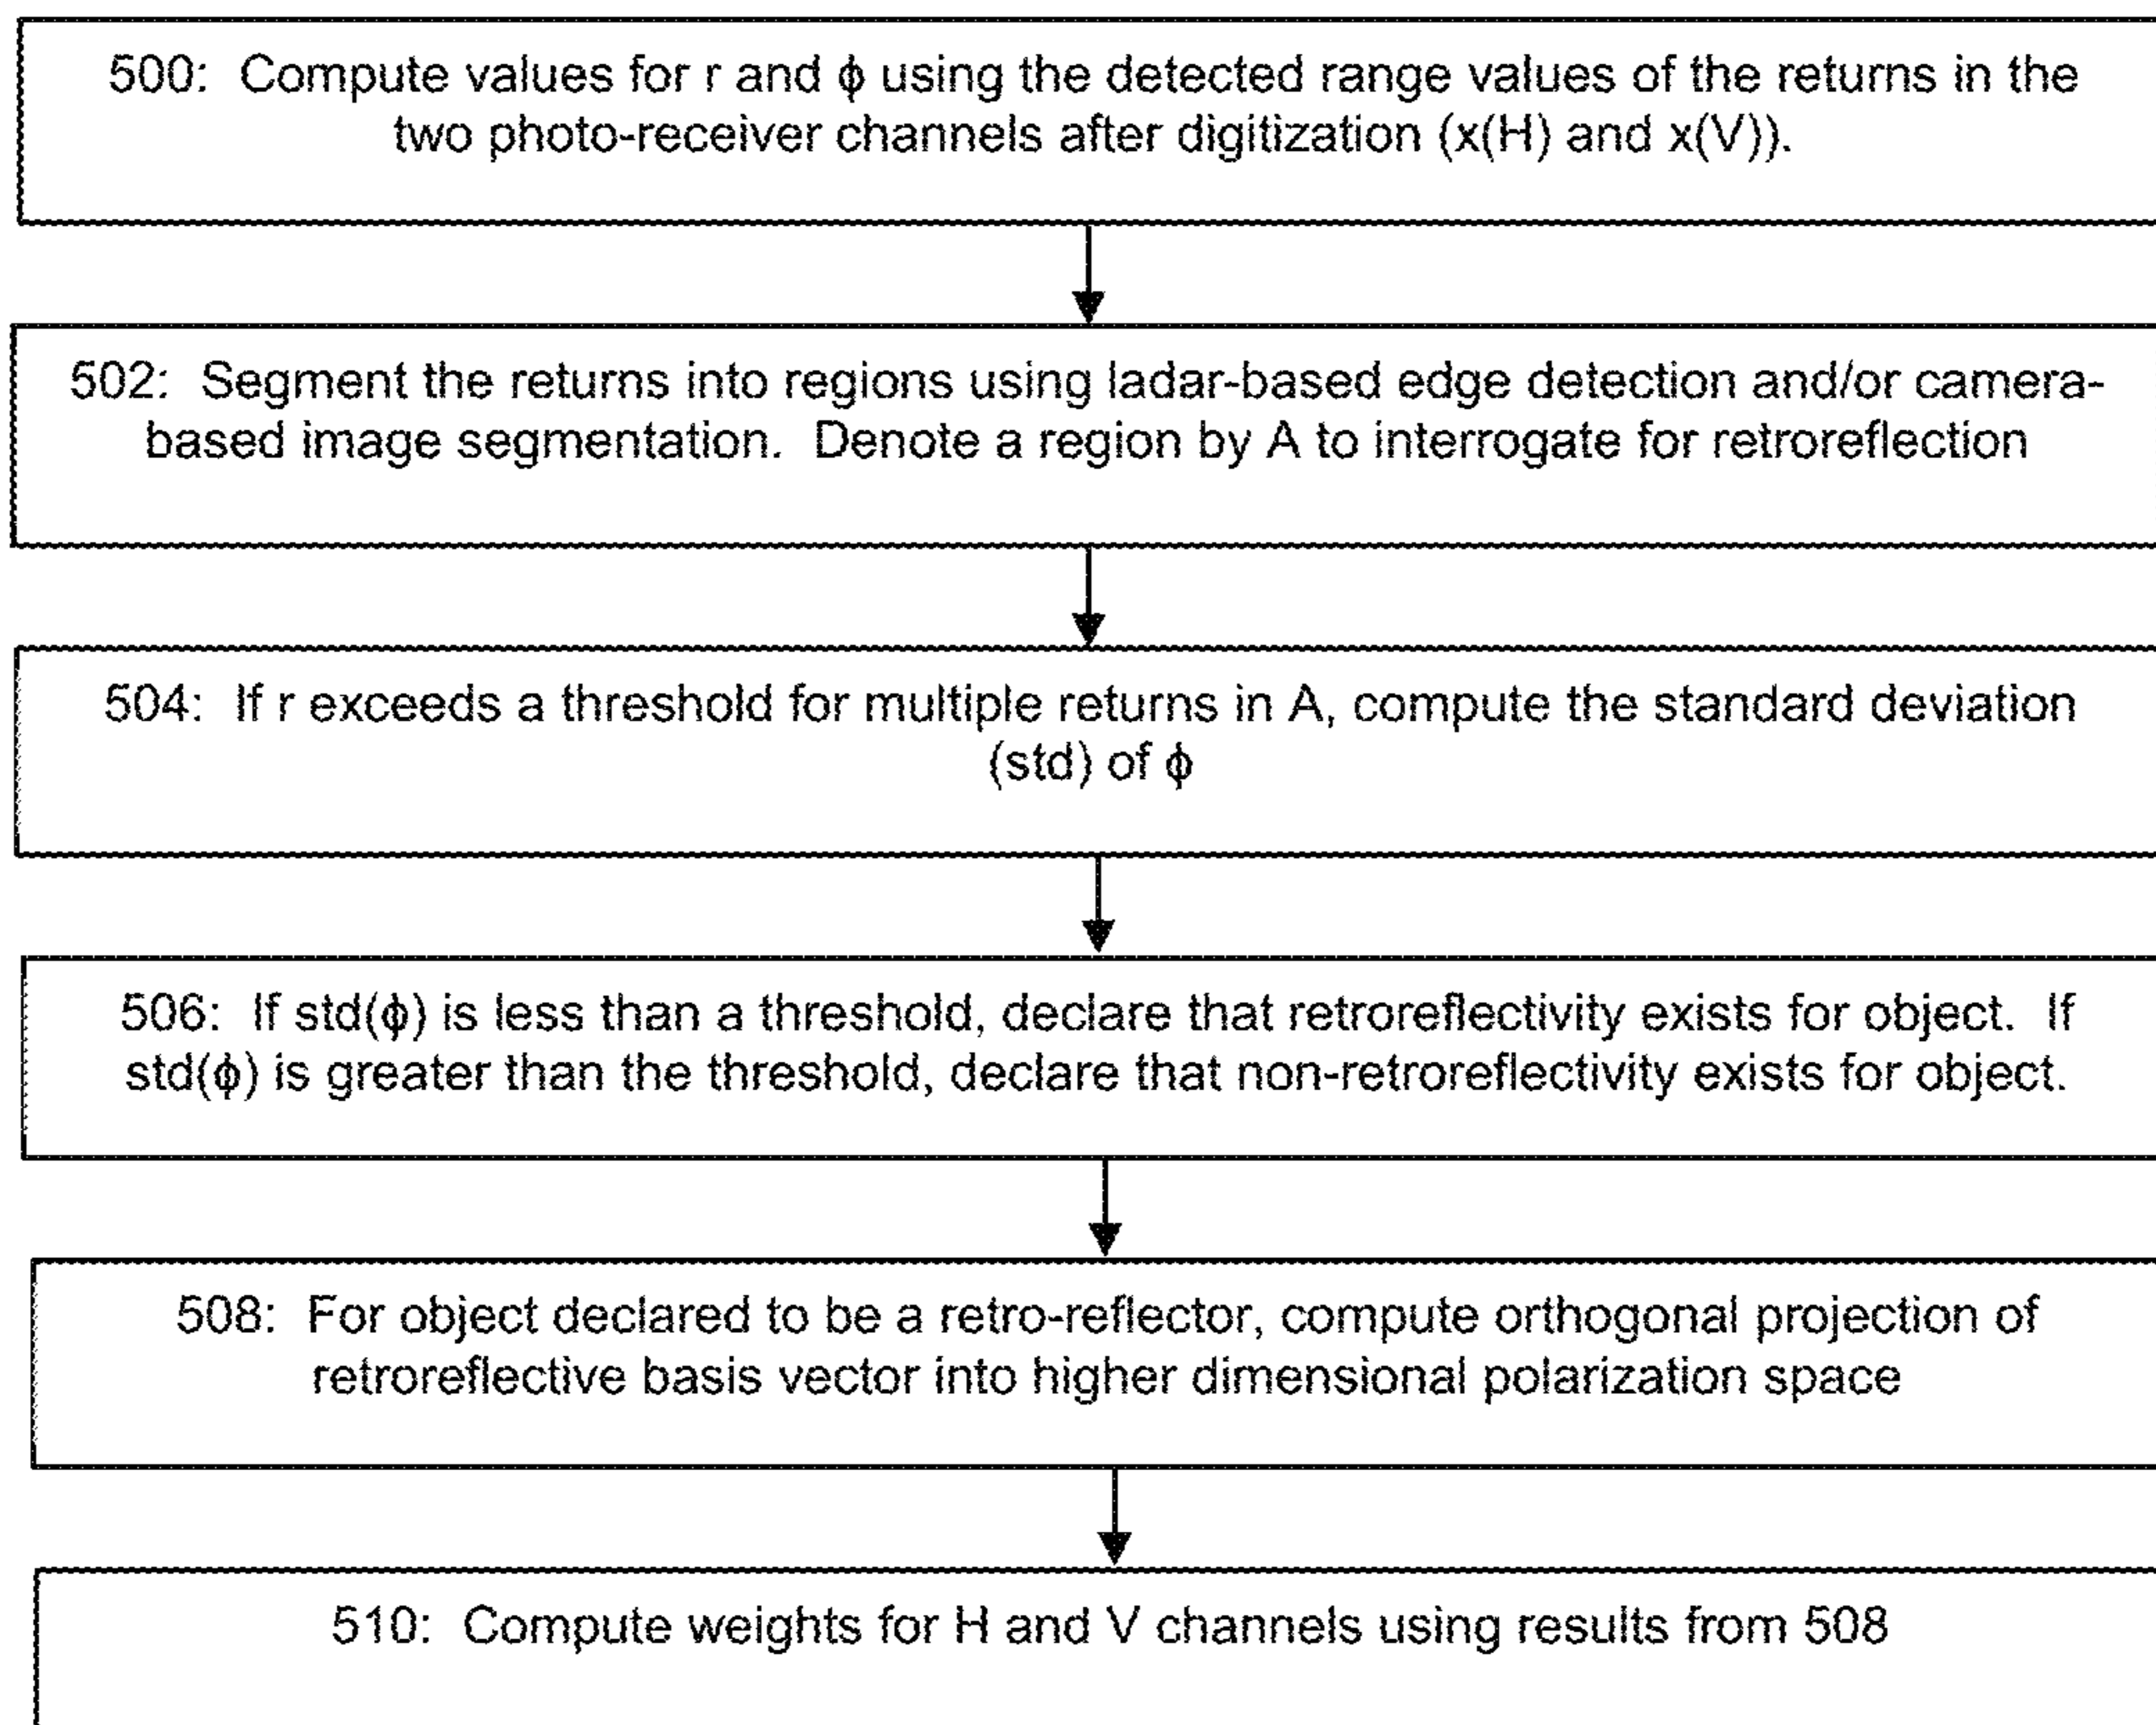 500: Compute values for r and ϕ using the detected range values of the returns in the
two photo-receiver channels after digitization (x(H) and x(V)).
502: Segment the returns into regions using ladar-based edge detection and/or camera-
based image segmentation. Denote a region by A to interrogate for retroreflection
504: If r exceeds a threshold for multiple returns in A, compute the standard deviation
(std) of ϕ
506: If std(ϕ) is less than a threshold, declare that retroreflectivity exists for object. If
std(ϕ) is greater than the threshold, declare that non-retroreflectivity exists for object.
508: For object declared to be a retro-reflector, compute orthogonal projection of
retroreflective basis vector into higher dimensional polarization space
510: Compute weights for H and V channels using results from 508